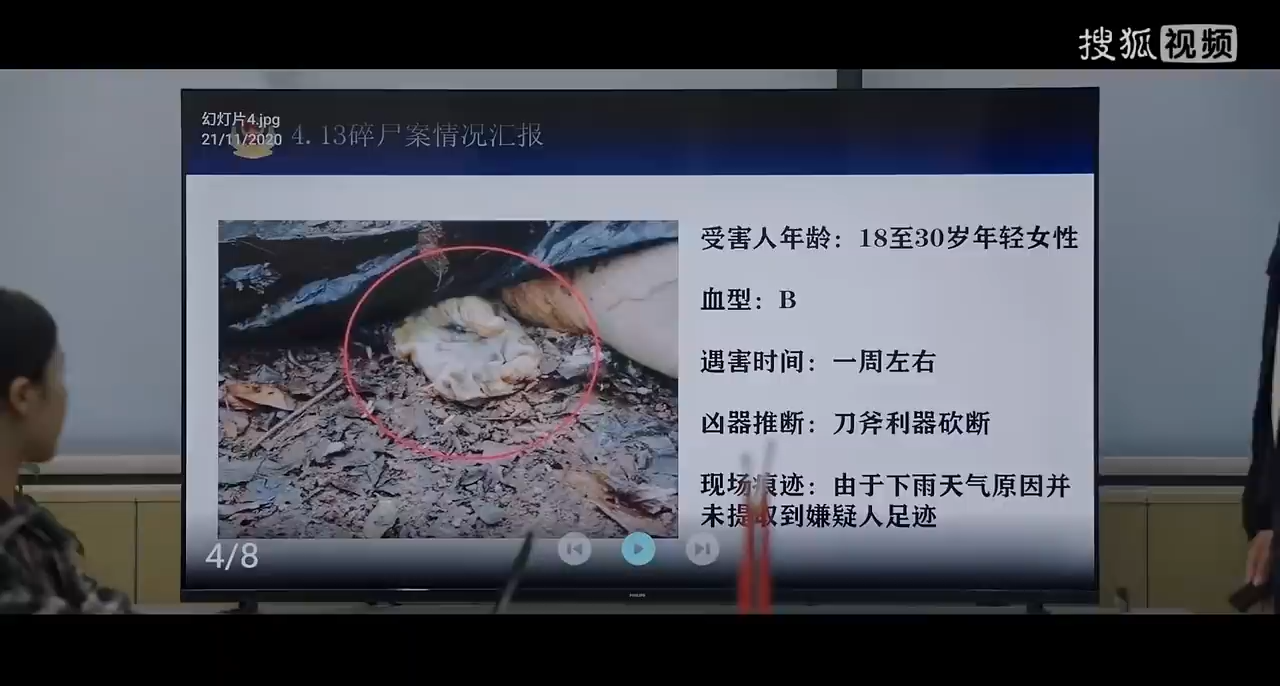 搜狐视频
幻灯片4.jpg
21/11/2020
4.13碎尸案情况汇报
受害人年龄：18至30岁年轻女性
血型：B
遇害时间：一周左右
凶器推断：刀斧利器砍断
现场痕迹：由于下雨天气原因并
未提取到嫌疑人足迹
4/8
PHILIPS